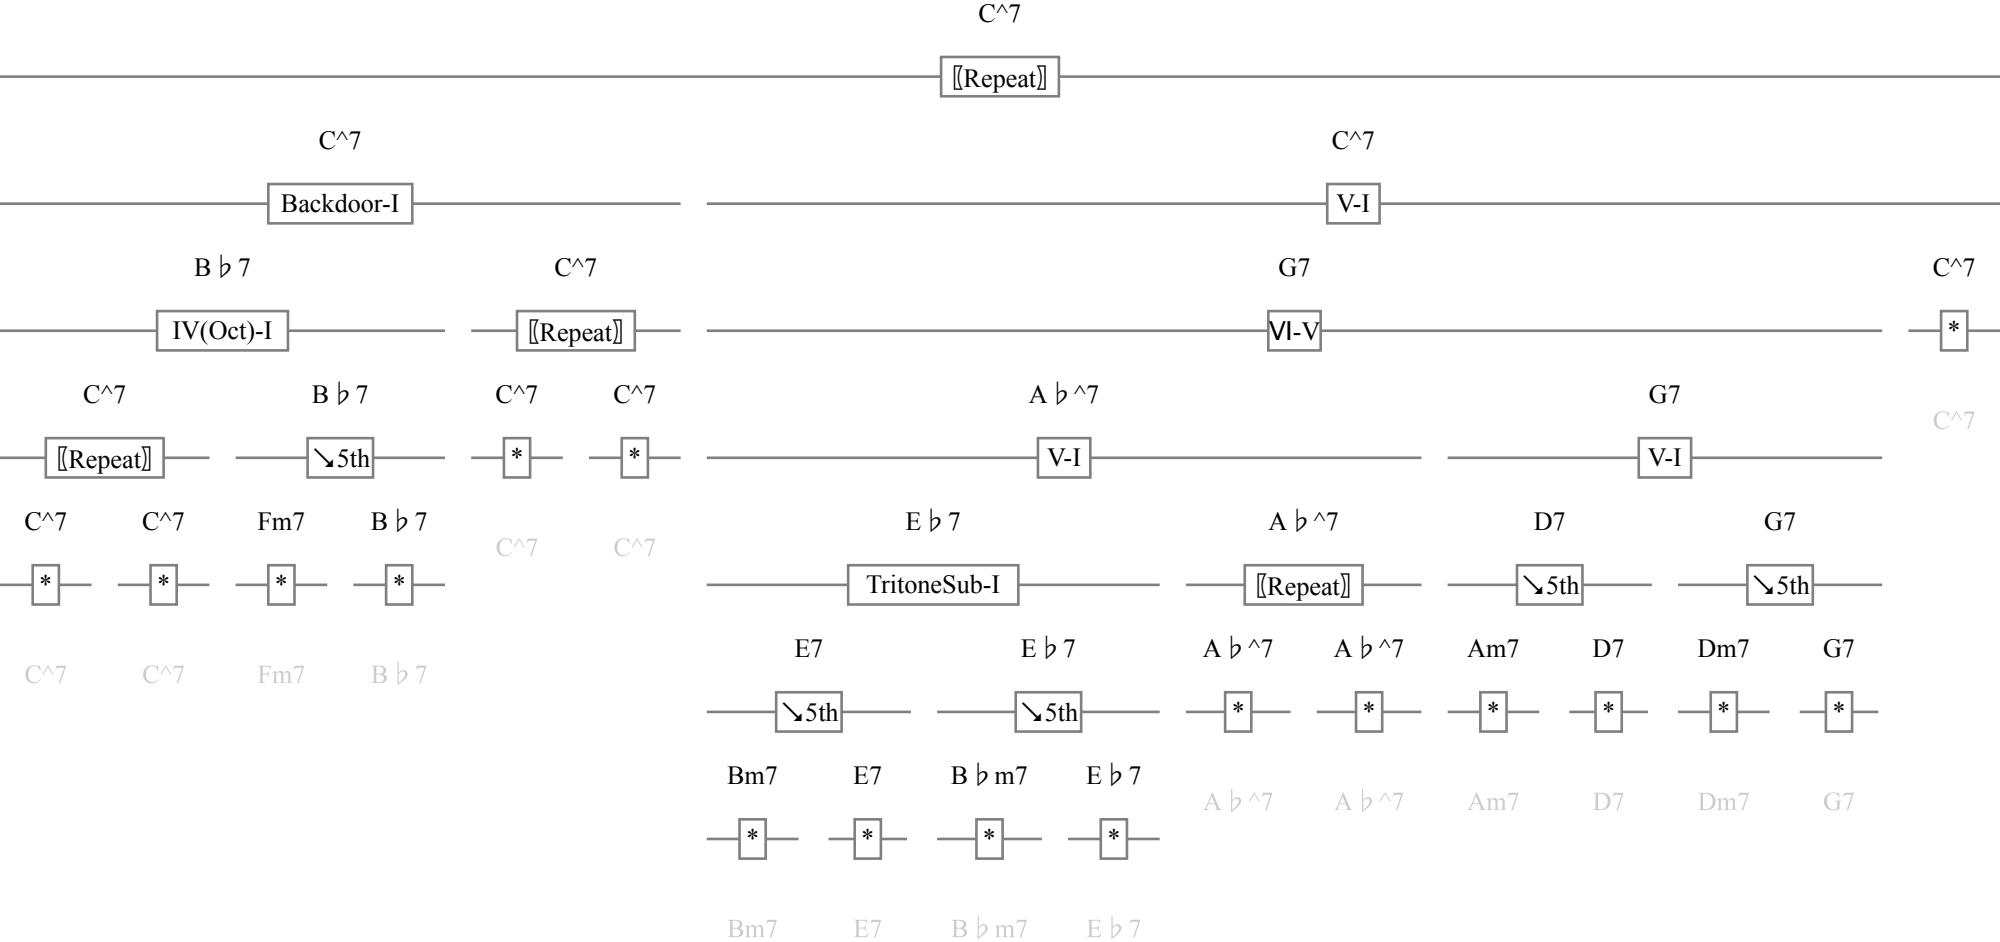 C^7
⟦Repeat⟧
C^7 C^7
Backdoor-I V-I
B♭7 C^7 G7 C^7
IV(Oct)-I ⟦Repeat⟧ VI-V *
C^7 B♭7 C^7 C^7 A♭^7 G7 C^7
⟦Repeat⟧ ↘5th * * V-I V-I
C^7 C^7 Fm7 B♭7 C^7 C^7 E♭7 A♭^7 D7 G7
* * * * TritoneSub-I ⟦Repeat⟧ ↘5th ↘5th
C^7 C^7 Fm7 B♭7 E7 E♭7 A♭^7 A♭^7 Am7 D7 Dm7 G7
↘5th ↘5th * * * * * *
Bm7 E7 B♭m7 E♭7 A♭^7 A♭^7 Am7 D7 Dm7 G7
* * * *
Bm7 E7 B♭m7 E♭7